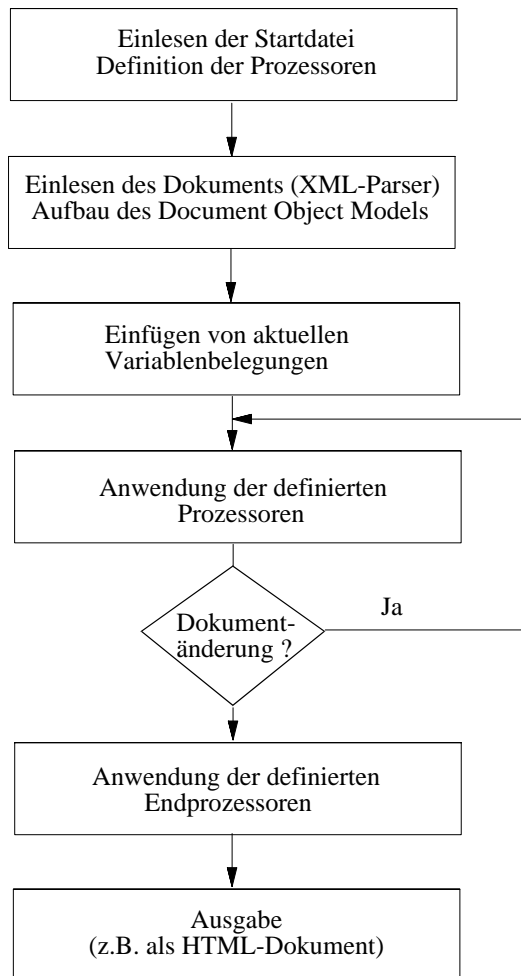 Einlesen der Startdatei
Definition der Prozessoren
Einlesen des Dokuments (XML-Parser)
Aufbau des Document Object Models
Einfügen von aktuellen
Variablenbelegungen
Anwendung der definierten
Prozessoren
Ja
Dokument-
änderung ?
Anwendung der definierten
Endprozessoren
Ausgabe
(z.B. als HTML-Dokument)